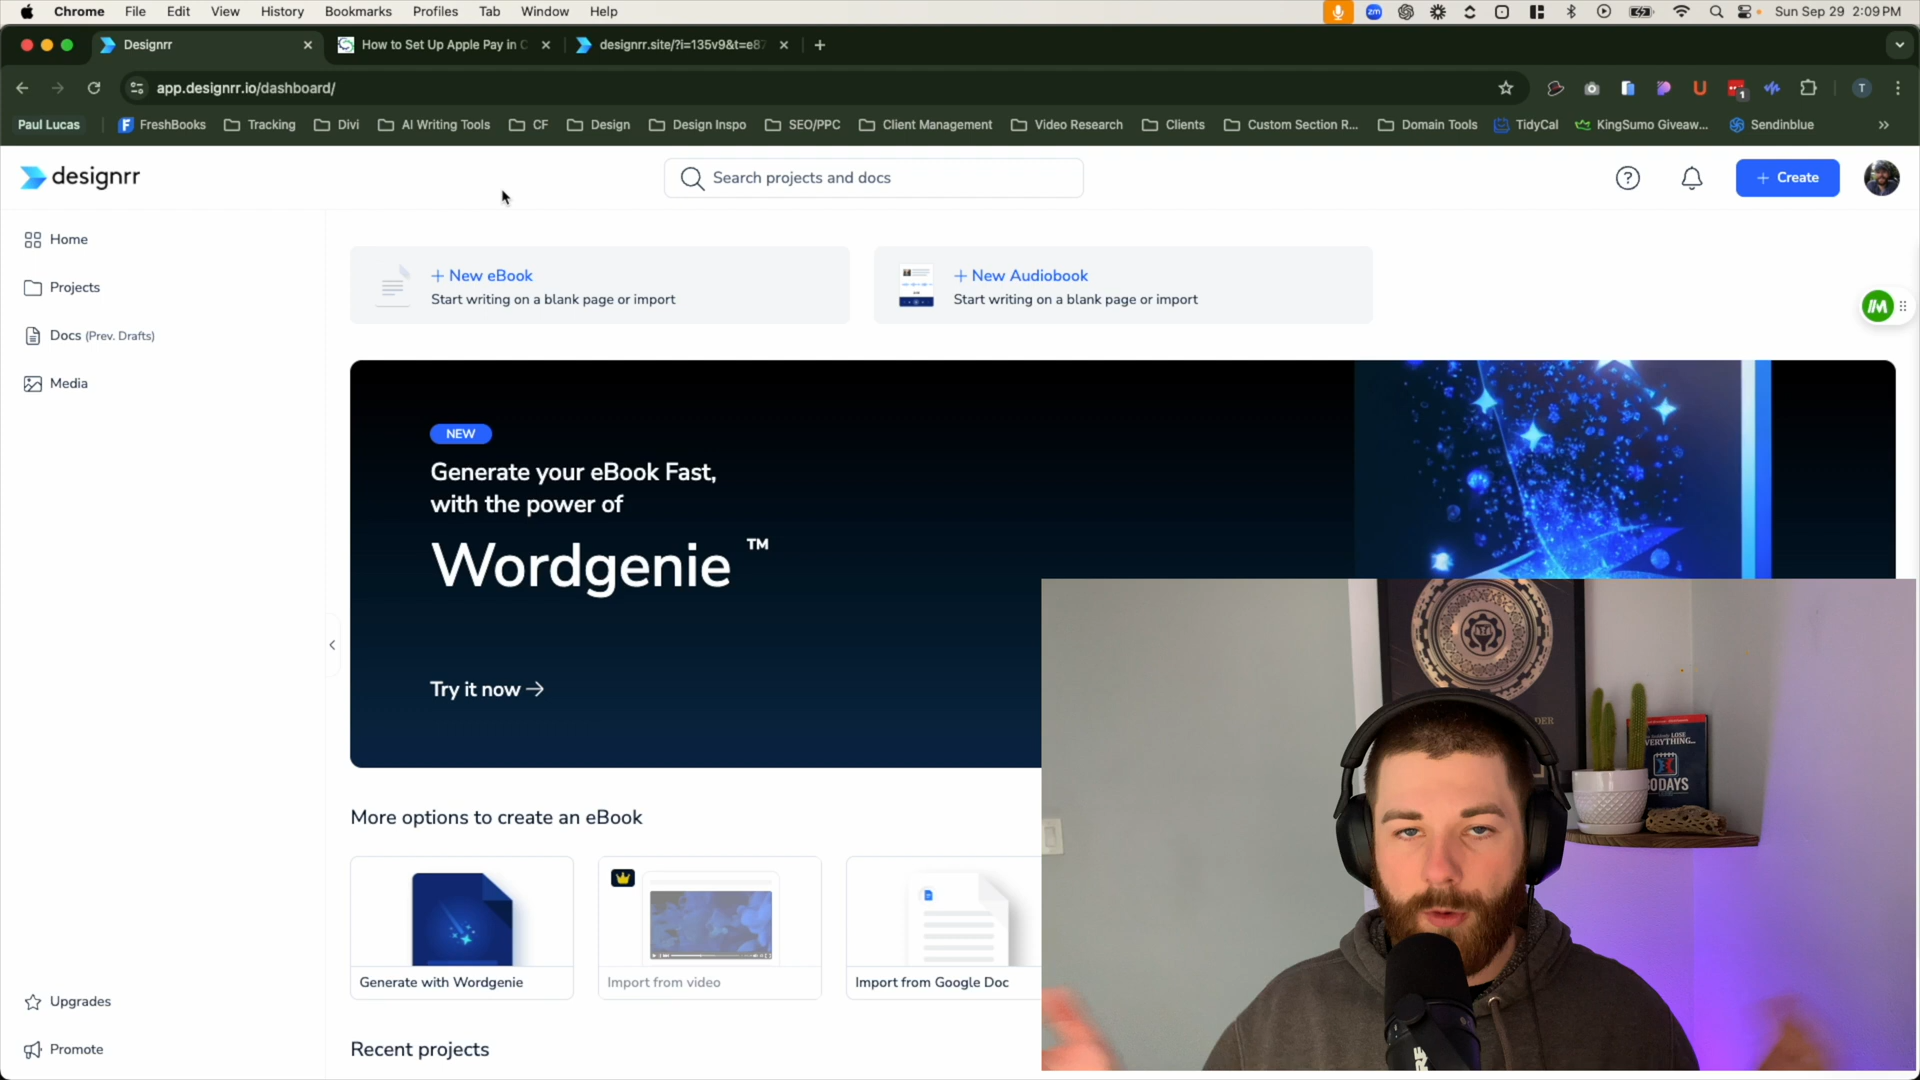 Chrome File Edit View History Bookmarks Profiles Tab Window Help
zm
Sun Sep 29 2:09 PM
Designrr
How to Set Up Apple Pay in C
designrr.site/?i=135v9&t=e87
app.designrr.io/dashboard/
U
1
T
Paul Lucas
FreshBooks
Tracking
Divi
AI Writing Tools
CF
Design
Design Inspo
SEO/PPC
Client Management
Video Research
Clients
Custom Section R...
Domain Tools
TidyCal
KingSumo Giveaw...
Sendinblue
designrr
Search projects and docs
+ Create
Home
Projects
Docs (Prev. Drafts)
Media
+ New eBook
Start writing on a blank page or import
+ New Audiobook
Start writing on a blank page or import
NEW
Generate your eBook Fast,
with the power of
Wordgenie ™
Try it now →
More options to create an eBook
Generate with Wordgenie
Import from video
Import from Google Doc
Recent projects
Upgrades
Promote
LOSE
EVERYTHING...
30DAYS